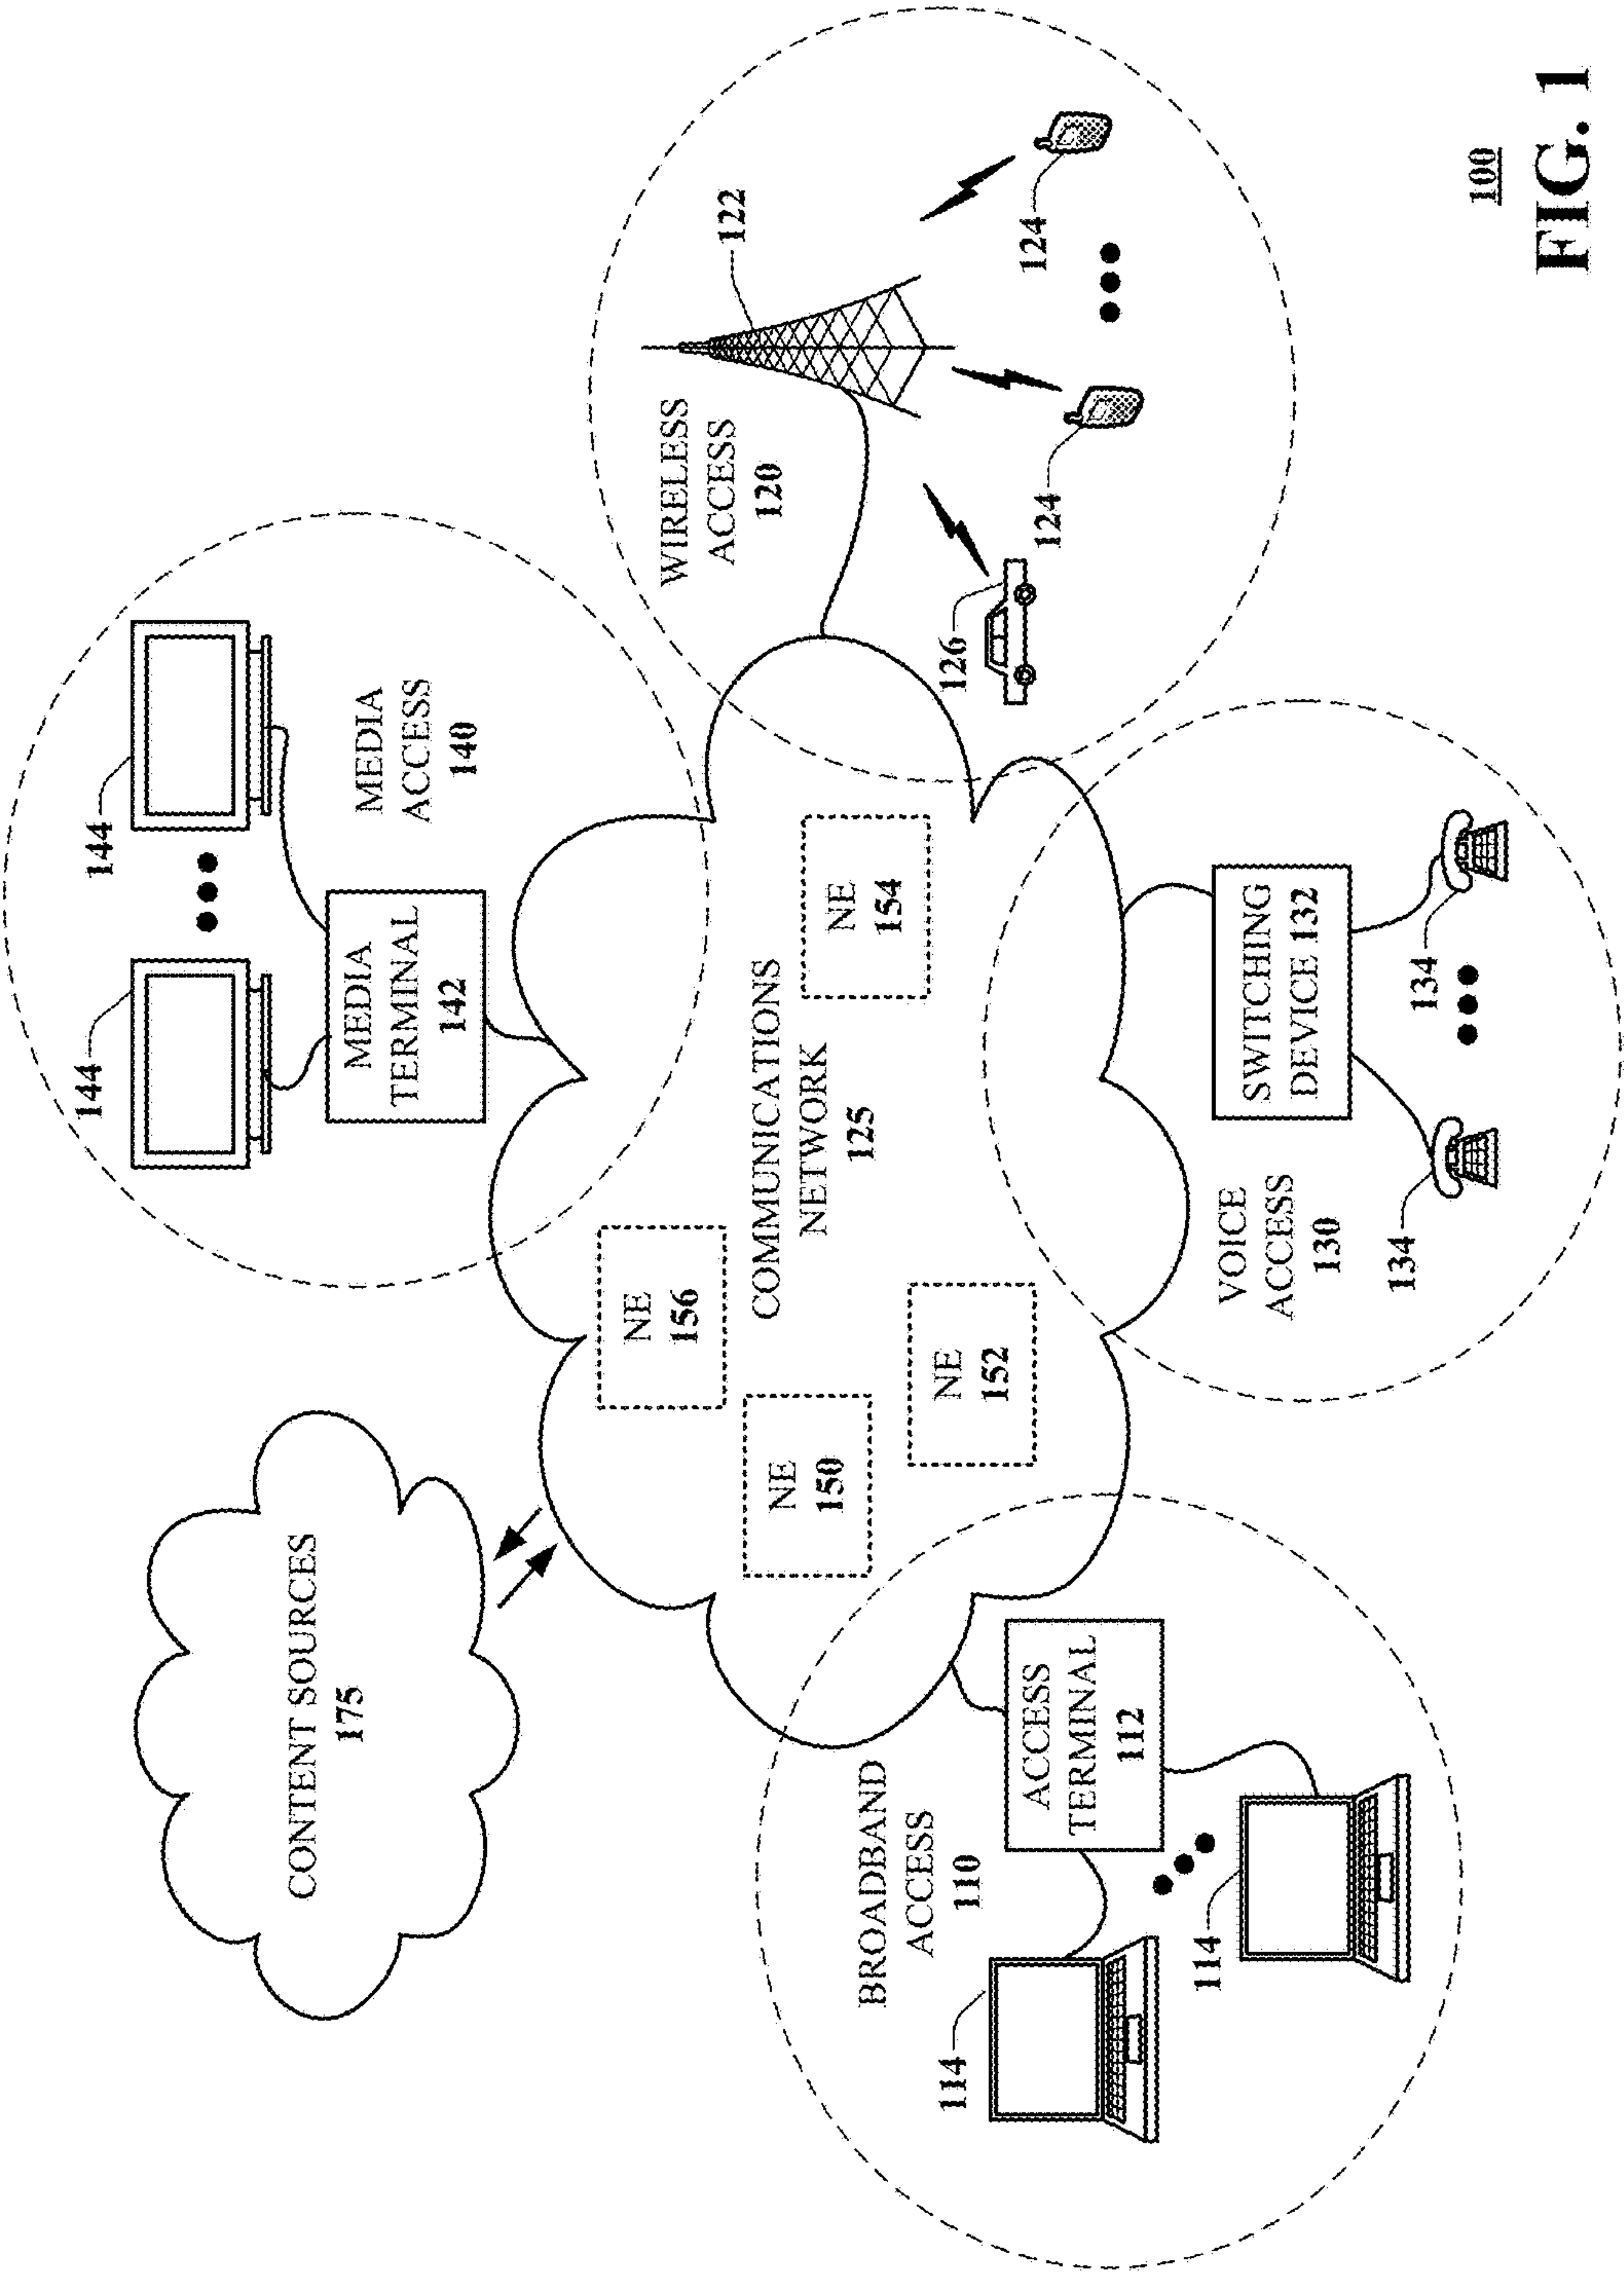 CONTENT SOURCES
175
144
144
MEDIA
TERMINAL
142
MEDIA
ACCESS
140
NE
156
NE
150
NE
152
COMMUNICATIONS
NETWORK
125
NE
154
WIRELESS
ACCESS
120
122
124
124
126
BROADBAND
ACCESS
110
ACCESS
TERMINAL
112
114
114
VOICE
ACCESS
130
SWITCHING
DEVICE 132
134
134
100
FIG. 1